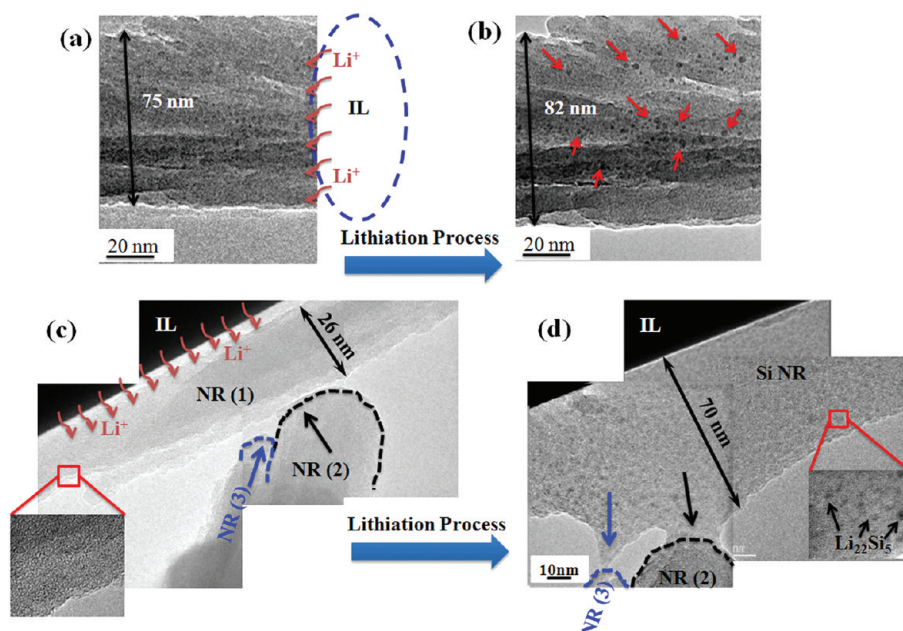 (a)
75 nm
Li⁺
IL
Li⁺
20 nm
(b)
82 nm
20 nm
Lithiation Process
(c)
IL
Li⁺
Li⁺
26 nm
NR (1)
NR (2)
NR (3)
Lithiation Process
(d)
IL
Si NR
70 nm
Li₂₂Si₅
10nm
NR (2)
NR (3)